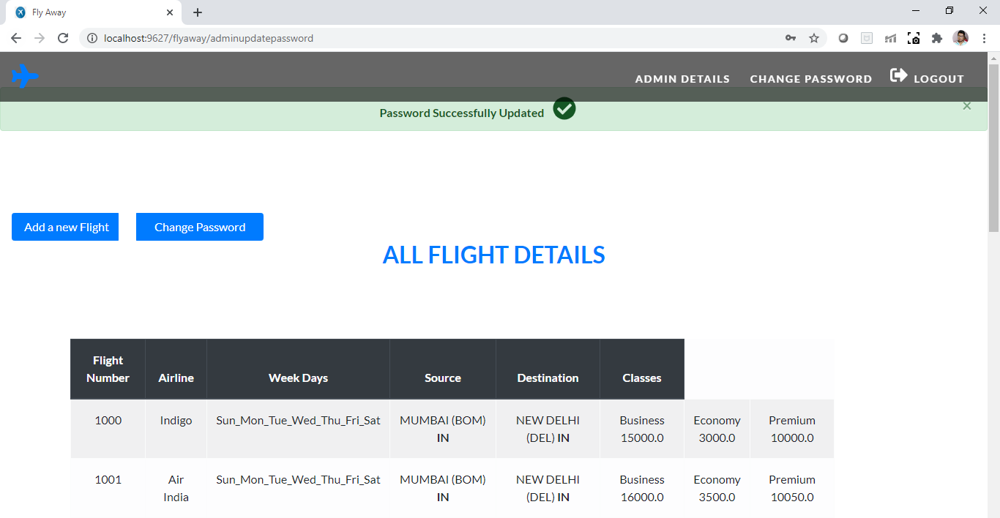 Fly Away
localhost:9627/flyaway/adminupdatepassword
ADMIN DETAILS CHANGE PASSWORD LOGOUT
Password Successfully Updated ×
Add a new Flight Change Password
ALL FLIGHT DETAILS
Flight
Number Airline Week Days Source Destination Classes
1000 Indigo Sun_Mon_Tue_Wed_Thu_Fri_Sat MUMBAI (BOM) NEW DELHI Business Economy Premium
IN (DEL) IN 15000.0 3000.0 10000.0
1001 Air Sun_Mon_Tue_Wed_Thu_Fri_Sat MUMBAI (BOM) NEW DELHI Business Economy Premium
India IN (DEL) IN 16000.0 3500.0 10050.0